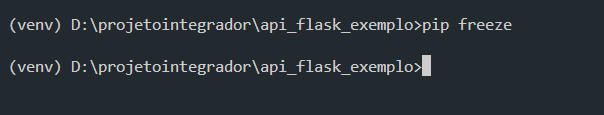 (venv) D:\projetointegrador\api_flask_exemplo>pip freeze
(venv) D:\projetointegrador\api_flask_exemplo>